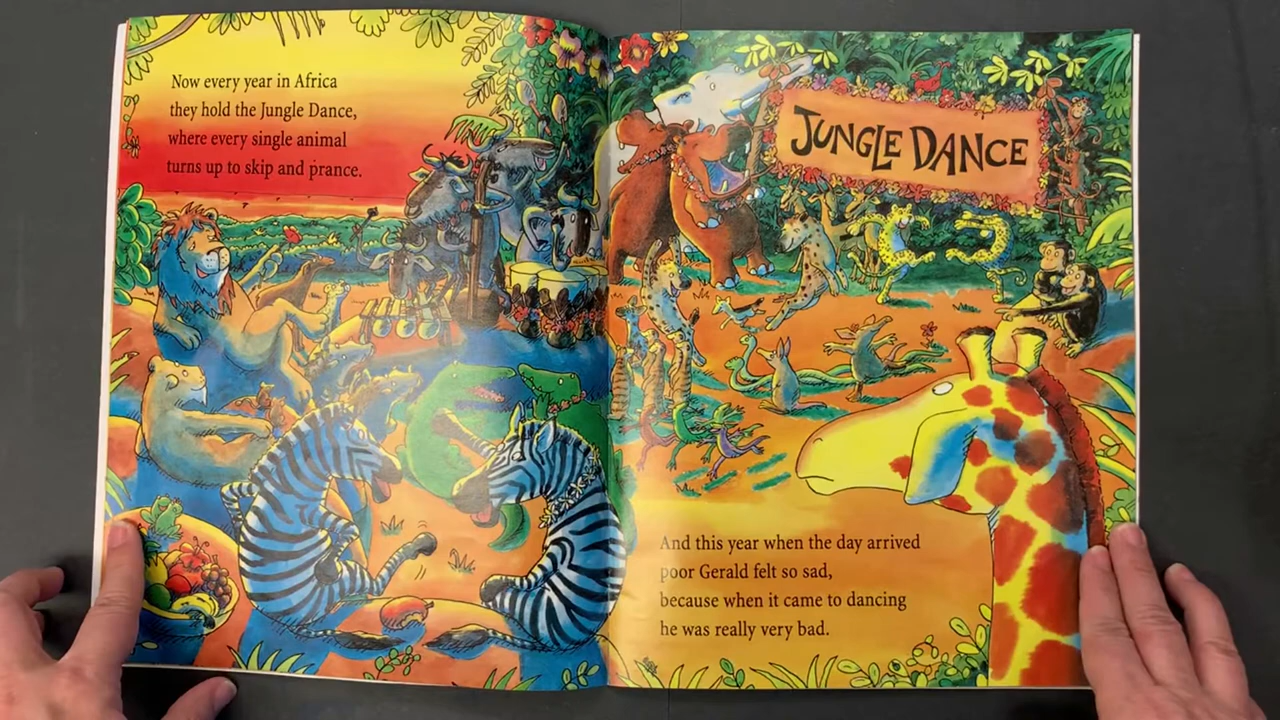 Now every year in Africa
they hold the Jungle Dance,
where every single animal
turns up to skip and prance.
JUNGLE DANCE
And this year when the day arrived
poor Gerald felt so sad,
because when it came to dancing
he was really very bad.